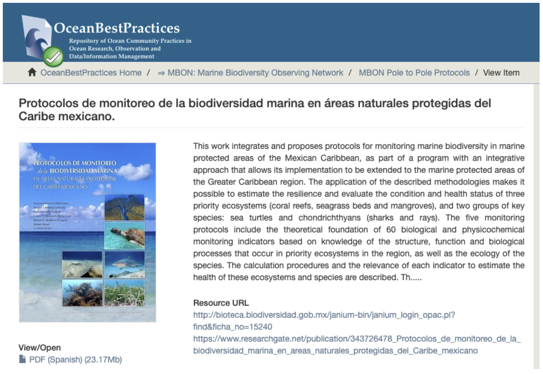 OceanBestPractices
Repository of Ocean Community Practices in
Ocean Research, Observation and
Data/Information Management
OceanBestPractices Home / ⇒ MBON: Marine Biodiversity Observing Network / MBON Pole to Pole Protocols / View Item
Protocolos de monitoreo de la biodiversidad marina en áreas naturales protegidas del
Caribe mexicano.
PROTOCOLOS DE MONITOREO
de la BIODIVERSIDAD MARINA
EN ÁREAS NATURALES PROTEGIDAS
DEL CARIBE MEXICANO
This work integrates and proposes protocols for monitoring marine biodiversity in marine
protected areas of the Mexican Caribbean, as part of a program with an integrative
approach that allows its implementation to be extended to the marine protected areas of
the Greater Caribbean region. The application of the described methodologies makes it
possible to estimate the resilience and evaluate the condition and health status of three
priority ecosystems (coral reefs, seagrass beds and mangroves), and two groups of key
species: sea turtles and chondrichthyans (sharks and rays). The five monitoring
protocols include the theoretical foundation of 60 biological and physicochemical
monitoring indicators based on knowledge of the structure, function and biological
processes that occur in priority ecosystems in the region, as well as the ecology of the
species. The calculation procedures and the relevance of each indicator to estimate the
health of these ecosystems and species are described. Th.....
Resource URL
http://bioteca.biodiversidad.gob.mx/janium-bin/janium_login_opac.pl?
find&ficha_no=15240
https://www.researchgate.net/publication/343726478_Protocolos_de_monitoreo_de_la_
biodiversidad_marina_en_areas_naturales_protegidas_del_Caribe_mexicano
View/Open
PDF (Spanish) (23.17Mb)